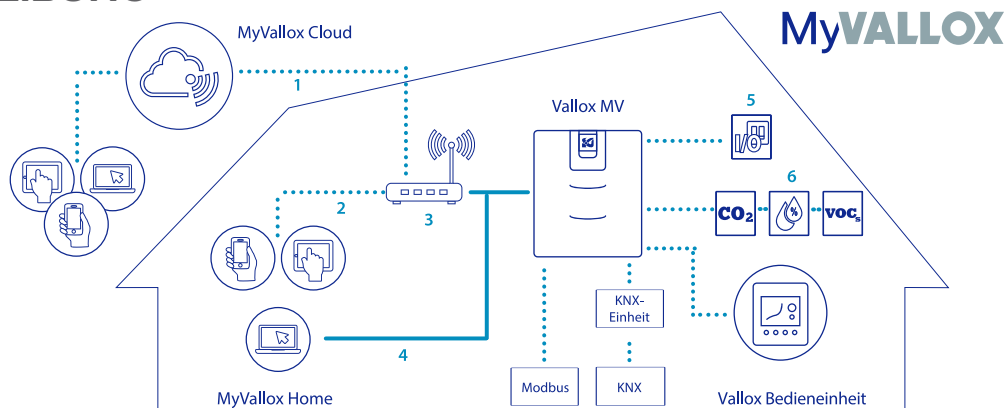 MyVALLOX
MyVallox Cloud
1
Vallox MV
5
I/O
2
3
6
CO₂
%
VOCs
KNX-
Einheit
4
Modbus
KNX
MyVallox Home
Vallox Bedieneinheit